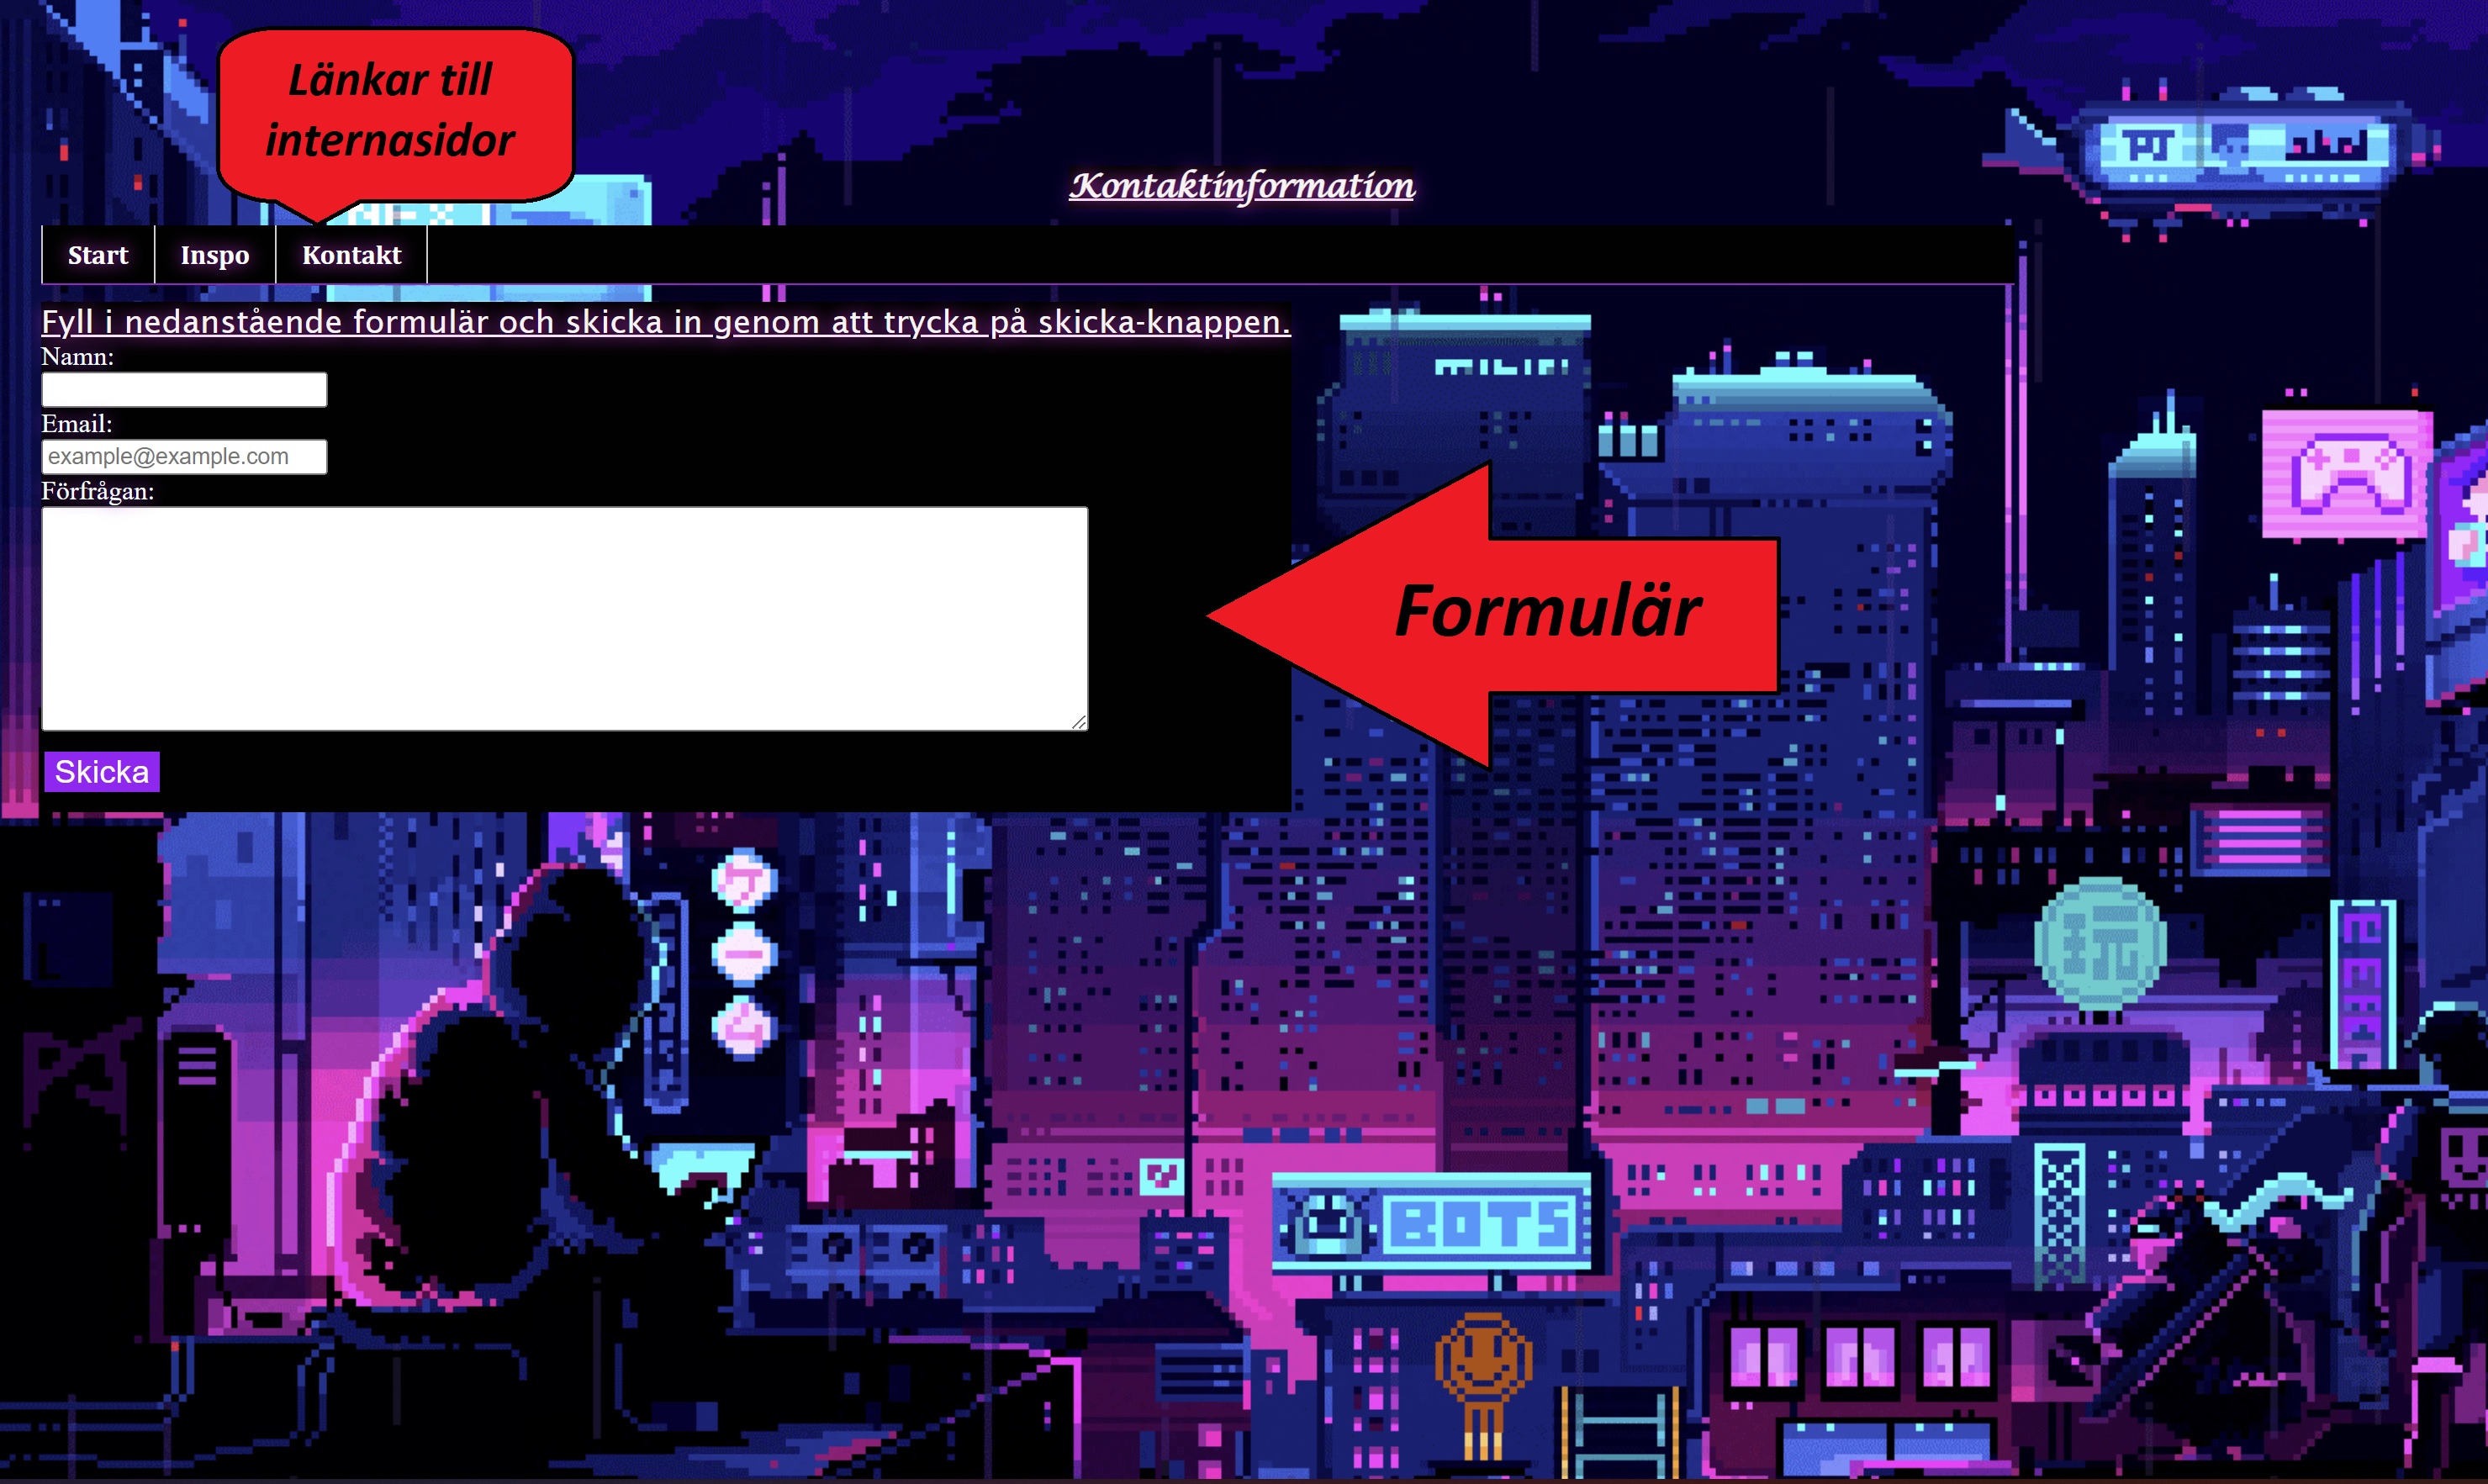 Länkar till
internasidor
Kontaktinformation
Start
Inspo
Kontakt
Fyll i nedanstående formulär och skicka in genom att trycka på skicka-knappen.
Namn:
Email:
example@example.com
Förfrågan:
Formulär
Skicka
BOTS